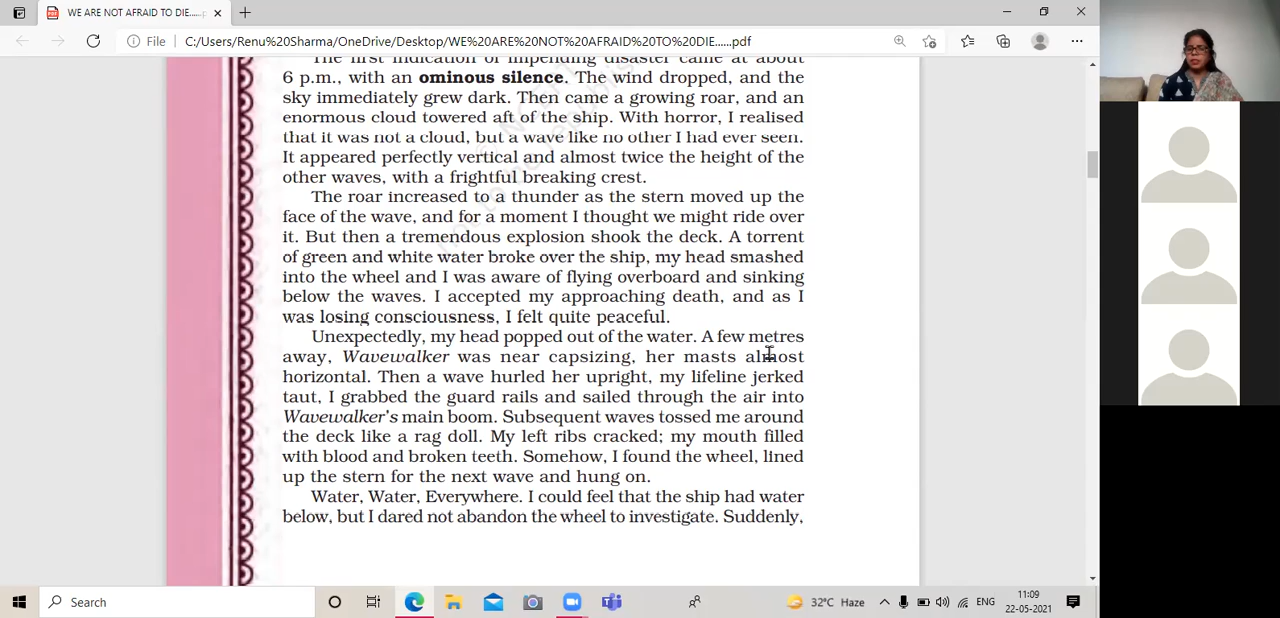 WE ARE NOT AFRAID TO DIE.....p
File
C:/Users/Renu%20Sharma/OneDrive/Desktop/WE%20ARE%20NOT%20AFRAID%20TO%20DIE......pdf
The first indication of impending disaster came at about
6 p.m., with an ominous silence. The wind dropped, and the
sky immediately grew dark. Then came a growing roar, and an
enormous cloud towered aft of the ship. With horror, I realised
that it was not a cloud, but a wave like no other I had ever seen.
It appeared perfectly vertical and almost twice the height of the
other waves, with a frightful breaking crest.
The roar increased to a thunder as the stern moved up the
face of the wave, and for a moment I thought we might ride over
it. But then a tremendous explosion shook the deck. A torrent
of green and white water broke over the ship, my head smashed
into the wheel and I was aware of flying overboard and sinking
below the waves. I accepted my approaching death, and as I
was losing consciousness, I felt quite peaceful.
Unexpectedly, my head popped out of the water. A few metres
away, Wavewalker was near capsizing, her masts almost
horizontal. Then a wave hurled her upright, my lifeline jerked
taut, I grabbed the guard rails and sailed through the air into
Wavewalker's main boom. Subsequent waves tossed me around
the deck like a rag doll. My left ribs cracked; my mouth filled
with blood and broken teeth. Somehow, I found the wheel, lined
up the stern for the next wave and hung on.
Water, Water, Everywhere. I could feel that the ship had water
below, but I dared not abandon the wheel to investigate. Suddenly,
Search
32°C Haze
ENG
11:09
22-05-2021